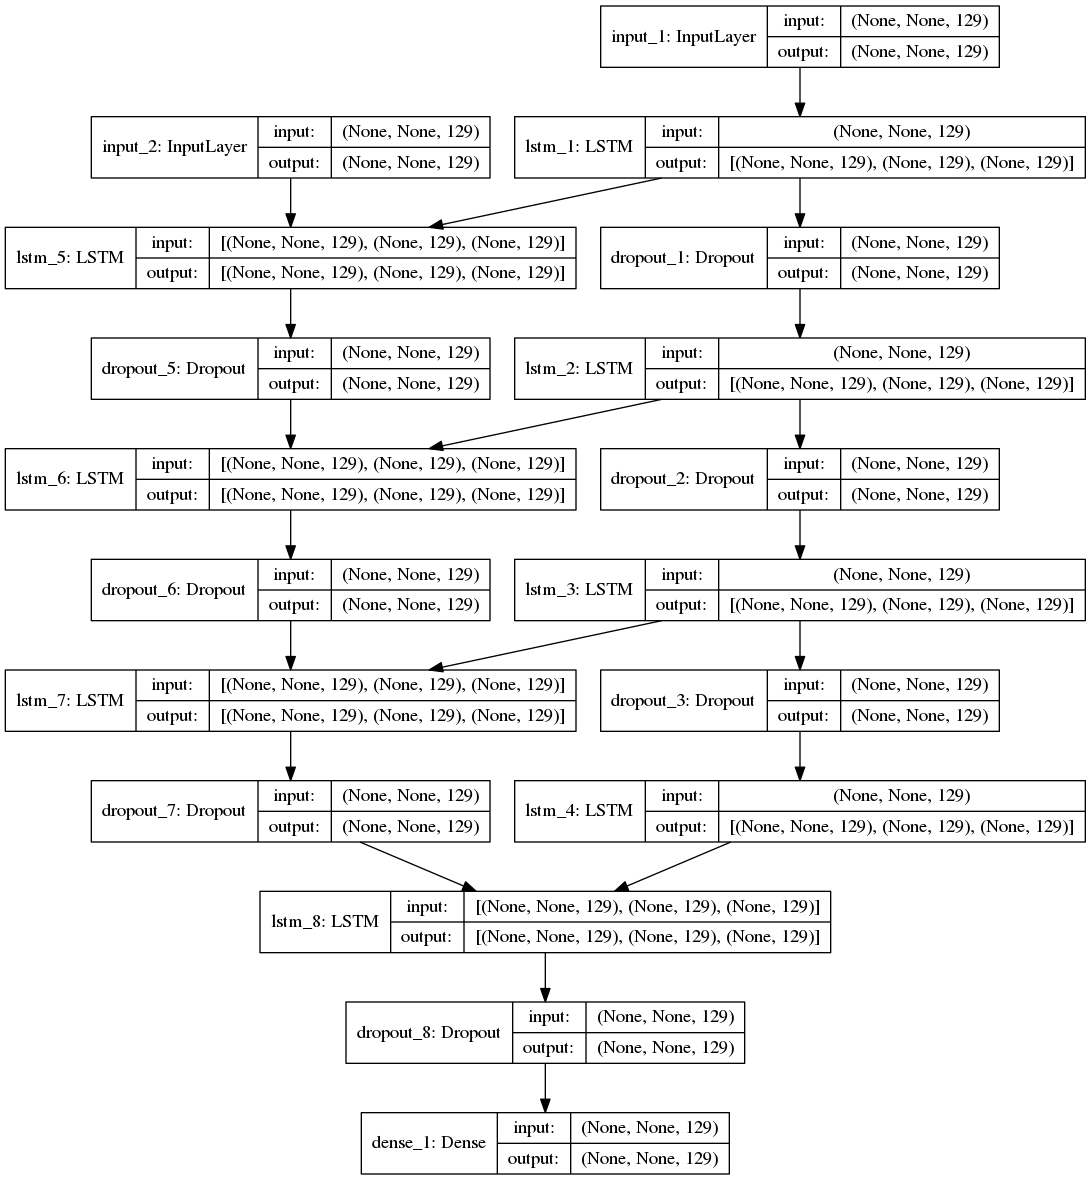 input_1: InputLayer
input: (None, None, 129)
output: (None, None, 129)
input_2: InputLayer
input: (None, None, 129)
output: (None, None, 129)
lstm_1: LSTM
input: (None, None, 129)
output: [(None, None, 129), (None, 129), (None, 129)]
lstm_5: LSTM
input: [(None, None, 129), (None, 129), (None, 129)]
output: [(None, None, 129), (None, 129), (None, 129)]
dropout_1: Dropout
input: (None, None, 129)
output: (None, None, 129)
dropout_5: Dropout
input: (None, None, 129)
output: (None, None, 129)
lstm_2: LSTM
input: (None, None, 129)
output: [(None, None, 129), (None, 129), (None, 129)]
lstm_6: LSTM
input: [(None, None, 129), (None, 129), (None, 129)]
output: [(None, None, 129), (None, 129), (None, 129)]
dropout_2: Dropout
input: (None, None, 129)
output: (None, None, 129)
dropout_6: Dropout
input: (None, None, 129)
output: (None, None, 129)
lstm_3: LSTM
input: (None, None, 129)
output: [(None, None, 129), (None, 129), (None, 129)]
lstm_7: LSTM
input: [(None, None, 129), (None, 129), (None, 129)]
output: [(None, None, 129), (None, 129), (None, 129)]
dropout_3: Dropout
input: (None, None, 129)
output: (None, None, 129)
dropout_7: Dropout
input: (None, None, 129)
output: (None, None, 129)
lstm_4: LSTM
input: (None, None, 129)
output: [(None, None, 129), (None, 129), (None, 129)]
lstm_8: LSTM
input: [(None, None, 129), (None, 129), (None, 129)]
output: [(None, None, 129), (None, 129), (None, 129)]
dropout_8: Dropout
input: (None, None, 129)
output: (None, None, 129)
dense_1: Dense
input: (None, None, 129)
output: (None, None, 129)